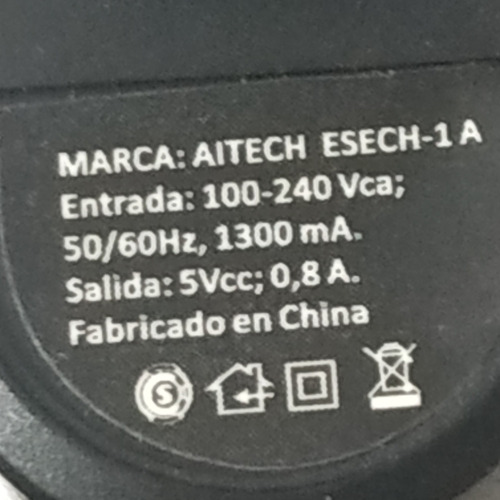 MARCA: AITECH ESECH-1 A
Entrada: 100-240 Vca;
50/60Hz, 1300 mA.
Salida: 5Vcc; 0,8 A.
Fabricado en China
S